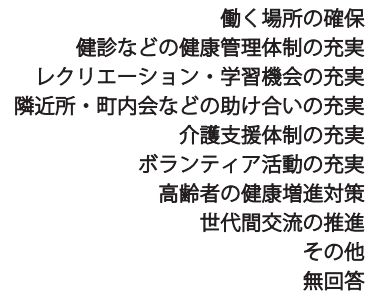 働く場所の確保
健診などの健康管理体制の充実
レクリエーション・学習機会の充実
隣近所・町内会などの助け合いの充実
介護支援体制の充実
ボランティア活動の充実
高齢者の健康増進対策
世代間交流の推進
その他
無回答